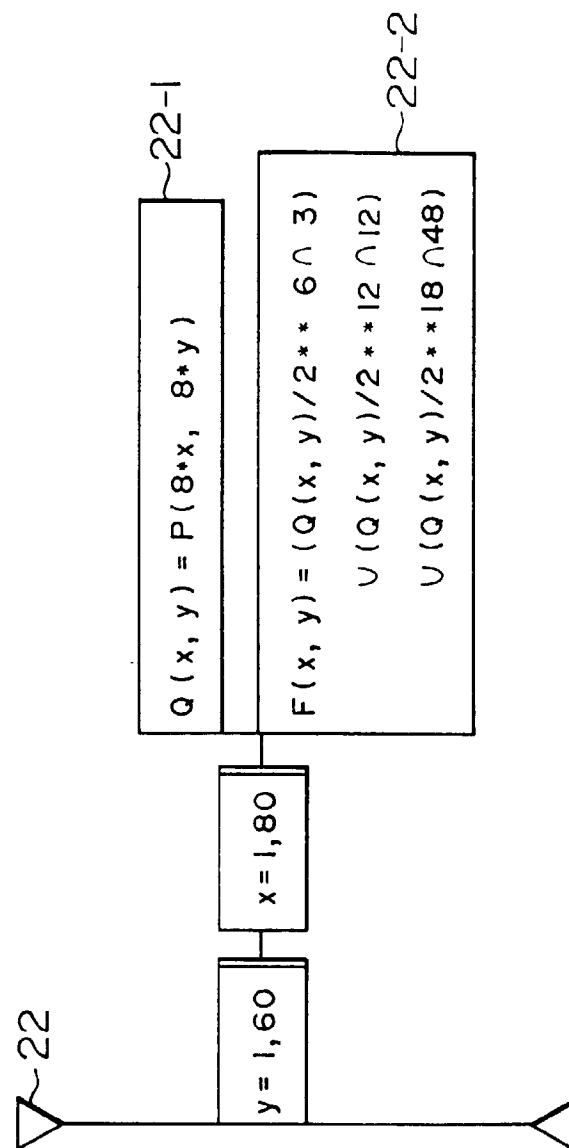 22
y = 1,60
x = 1,80
22-1
Q(x, y) = P(8*x, 8*y)
22-2
F(x, y) = (Q(x, y)/2** 6 ∩ 3)
∪(Q(x, y)/2**12 ∩12)
∪(Q(x, y)/2**18 ∩48)